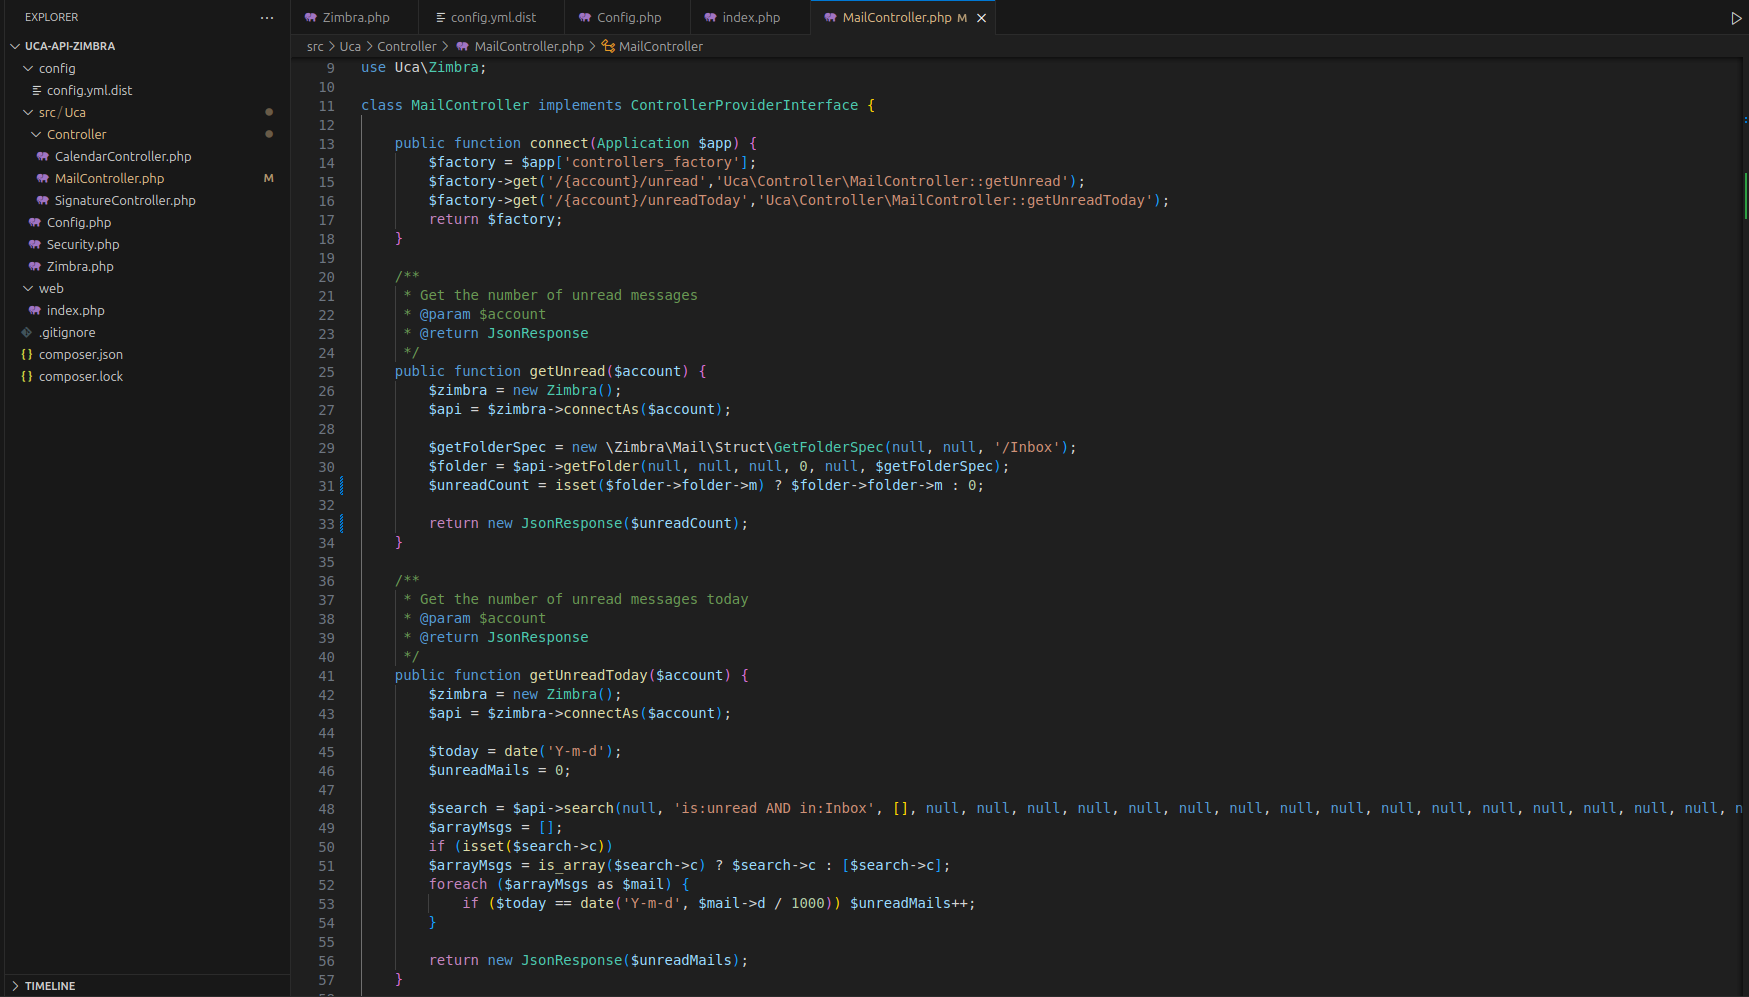 EXPLORER
UCA-API-ZIMBRA
config
config.yml.dist
src/Uca
Controller
CalendarController.php
MailController.php M
SignatureController.php
Config.php
Security.php
Zimbra.php
web
index.php
.gitignore
{} composer.json
{} composer.lock
TIMELINE
Zimbra.php config.yml.dist Config.php index.php MailController.php M
src > Uca > Controller > MailController.php > MailController
9 use Uca\Zimbra;
10
11 class MailController implements ControllerProviderInterface {
12
13 public function connect(Application $app) {
14 $factory = $app['controllers_factory'];
15 $factory->get('/{account}/unread','Uca\Controller\MailController::getUnread');
16 $factory->get('/{account}/unreadToday','Uca\Controller\MailController::getUnreadToday');
17 return $factory;
18 }
19
20 /**
21 * Get the number of unread messages
22 * @param $account
23 * @return JsonResponse
24 */
25 public function getUnread($account) {
26 $zimbra = new Zimbra();
27 $api = $zimbra->connectAs($account);
28
29 $getFolderSpec = new \Zimbra\Mail\Struct\GetFolderSpec(null, null, '/Inbox');
30 $folder = $api->getFolder(null, null, null, 0, null, $getFolderSpec);
31 $unreadCount = isset($folder->folder->m) ? $folder->folder->m : 0;
32
33 return new JsonResponse($unreadCount);
34 }
35
36 /**
37 * Get the number of unread messages today
38 * @param $account
39 * @return JsonResponse
40 */
41 public function getUnreadToday($account) {
42 $zimbra = new Zimbra();
43 $api = $zimbra->connectAs($account);
44
45 $today = date('Y-m-d');
46 $unreadMails = 0;
47
48 $search = $api->search(null, 'is:unread AND in:Inbox', [], null, null, null, null, null, null, null, null, null, null, null, null, null, null, null, null, n
49 $arrayMsgs = [];
50 if (isset($search->c))
51 $arrayMsgs = is_array($search->c) ? $search->c : [$search->c];
52 foreach ($arrayMsgs as $mail) {
53 if ($today == date('Y-m-d', $mail->d / 1000)) $unreadMails++;
54 }
55
56 return new JsonResponse($unreadMails);
57 }